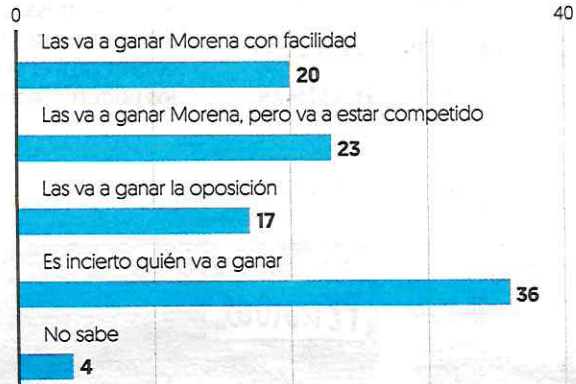 0 40
Las va a ganar Morena con facilidad
20
Las va a ganar Morena, pero va a estar competido
23
Las va a ganar la oposición
17
Es incierto quién va a ganar
36
No sabe
4